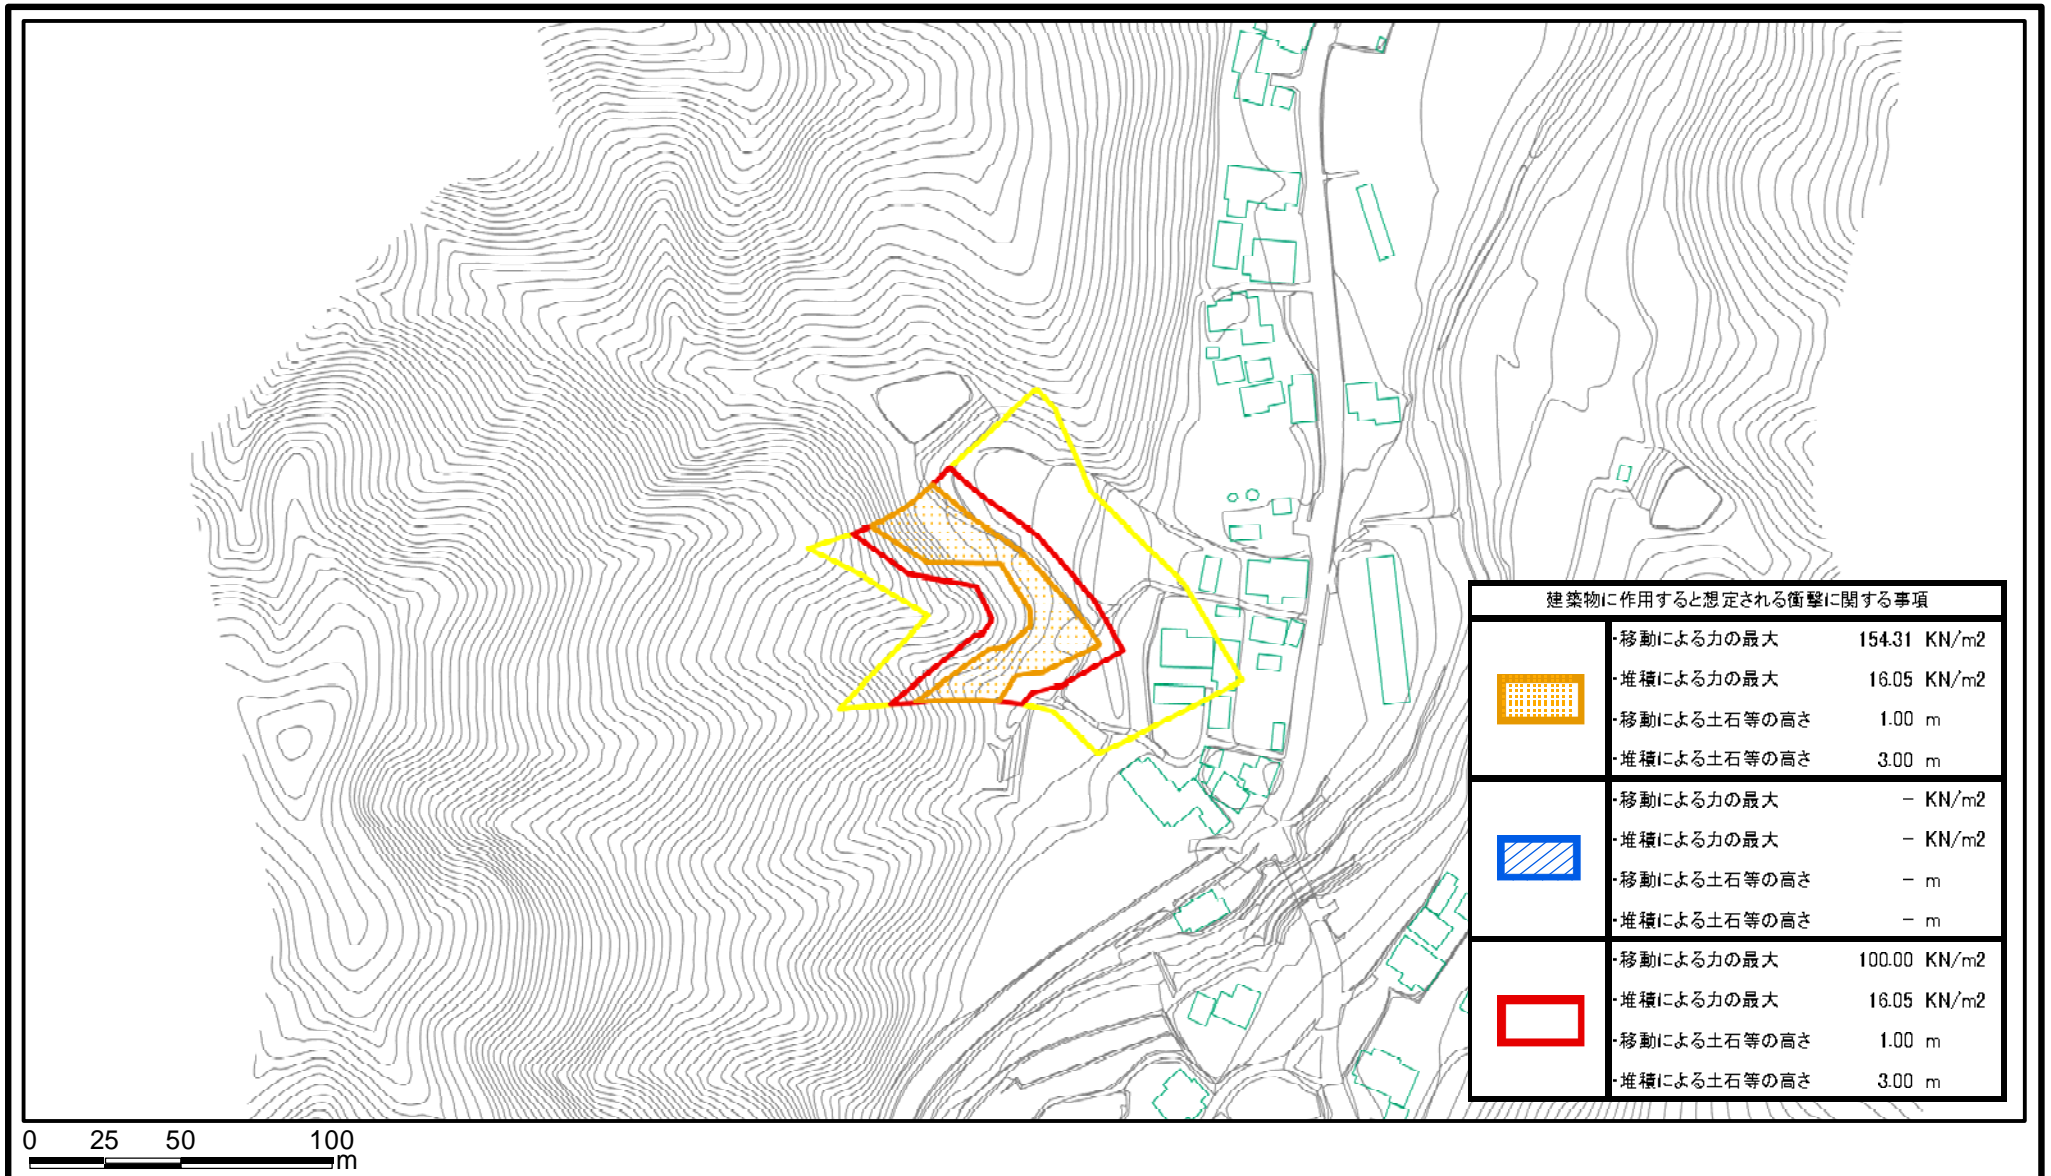 建築物に作用すると想定される衝撃に関する事項
・移動による力の最大 154.31 KN/m2
・堆積による力の最大 16.05 KN/m2
・移動による土石等の高さ 1.00 m
・堆積による土石等の高さ 3.00 m
・移動による力の最大 － KN/m2
・堆積による力の最大 － KN/m2
・移動による土石等の高さ － m
・堆積による土石等の高さ － m
・移動による力の最大 100.00 KN/m2
・堆積による力の最大 16.05 KN/m2
・移動による土石等の高さ 1.00 m
・堆積による土石等の高さ 3.00 m
0 25 50 100
m